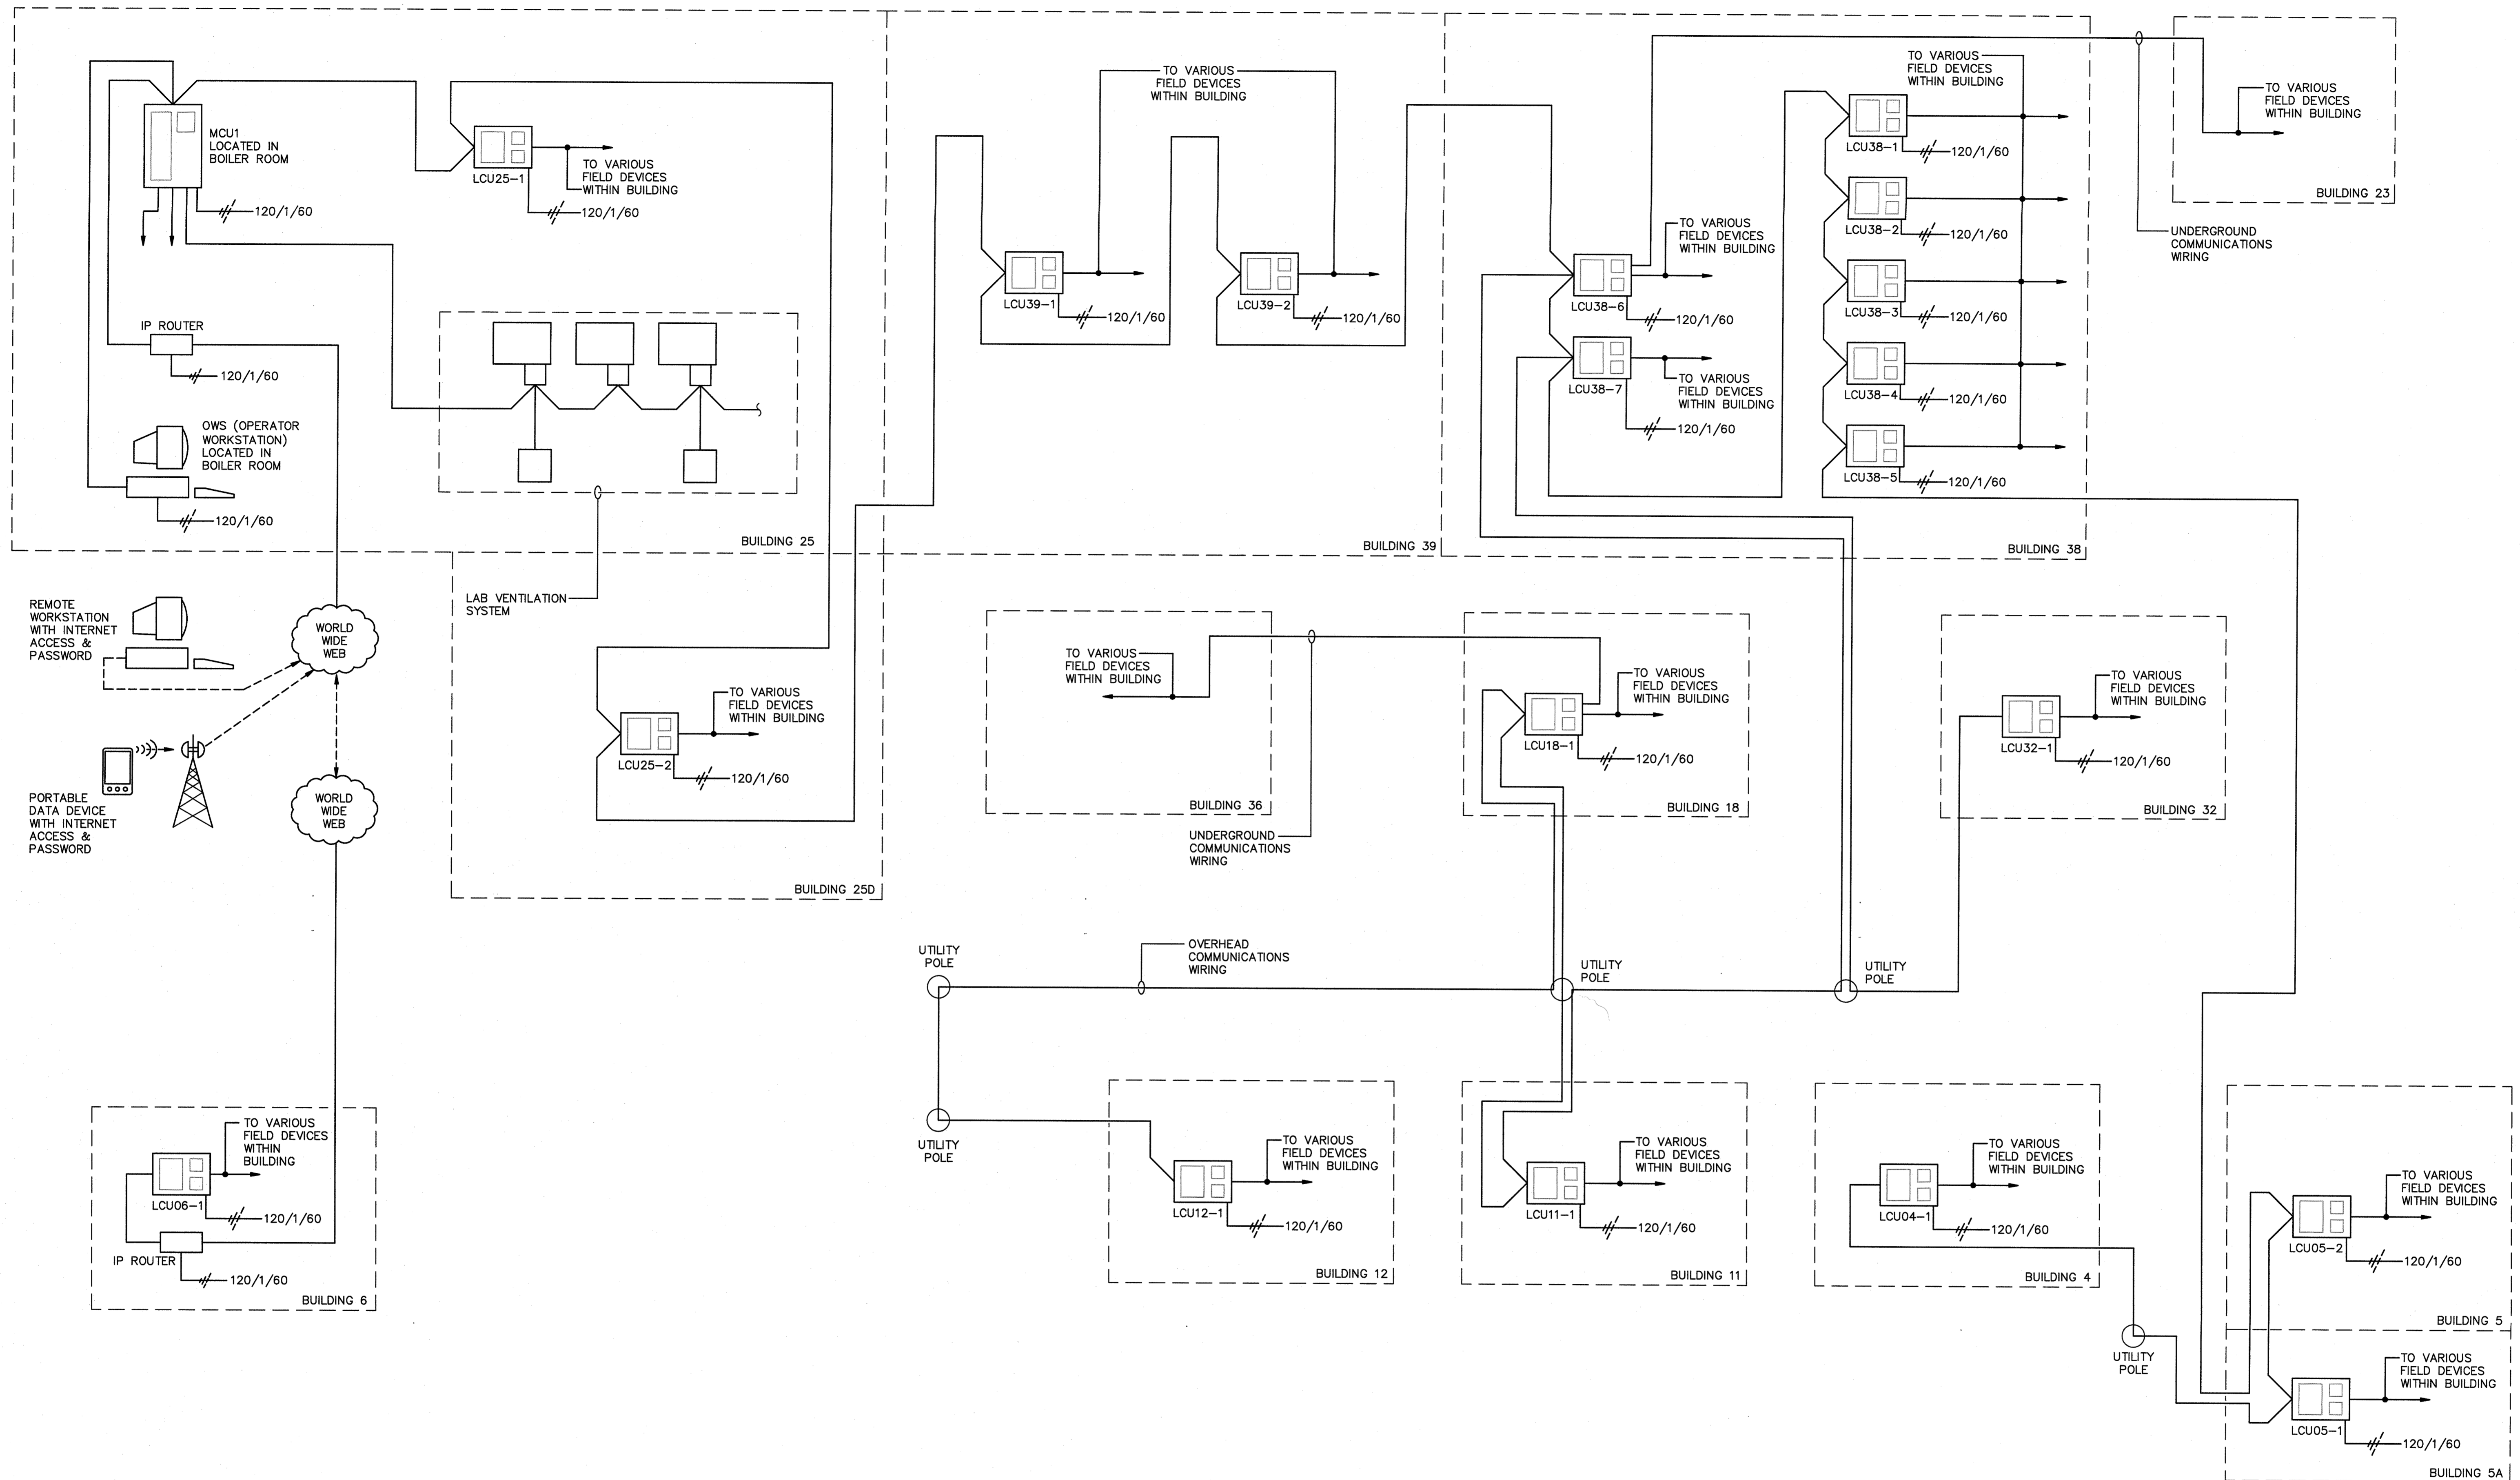 MCU1
LOCATED IN
BOILER ROOM
120/1/60
LCU25-1
TO VARIOUS
FIELD DEVICES
WITHIN BUILDING
120/1/60
IP ROUTER
120/1/60
OWS (OPERATOR
WORKSTATION)
LOCATED IN
BOILER ROOM
120/1/60
BUILDING 25
LAB VENTILATION
SYSTEM
TO VARIOUS
FIELD DEVICES
WITHIN BUILDING
LCU39-1
120/1/60
LCU39-2
120/1/60
BUILDING 39
TO VARIOUS
FIELD DEVICES
WITHIN BUILDING
LCU38-6
120/1/60
LCU38-7
TO VARIOUS
FIELD DEVICES
WITHIN BUILDING
120/1/60
TO VARIOUS
FIELD DEVICES
WITHIN BUILDING
LCU38-1
120/1/60
LCU38-2
120/1/60
LCU38-3
120/1/60
LCU38-4
120/1/60
LCU38-5
120/1/60
BUILDING 38
TO VARIOUS
FIELD DEVICES
WITHIN BUILDING
BUILDING 23
UNDERGROUND
COMMUNICATIONS
WIRING
REMOTE
WORKSTATION
WITH INTERNET
ACCESS &
PASSWORD
WORLD
WIDE
WEB
PORTABLE
DATA DEVICE
WITH INTERNET
ACCESS &
PASSWORD
WORLD
WIDE
WEB
TO VARIOUS
FIELD DEVICES
WITHIN BUILDING
LCU25-2
120/1/60
BUILDING 25D
TO VARIOUS
FIELD DEVICES
WITHIN BUILDING
BUILDING 36
UNDERGROUND
COMMUNICATIONS
WIRING
TO VARIOUS
FIELD DEVICES
WITHIN BUILDING
LCU18-1
120/1/60
BUILDING 18
TO VARIOUS
FIELD DEVICES
WITHIN BUILDING
LCU32-1
120/1/60
BUILDING 32
UTILITY
POLE
OVERHEAD
COMMUNICATIONS
WIRING
UTILITY
POLE
UTILITY
POLE
UTILITY
POLE
TO VARIOUS
FIELD DEVICES
WITHIN
BUILDING
LCU06-1
120/1/60
IP ROUTER
120/1/60
BUILDING 6
TO VARIOUS
FIELD DEVICES
WITHIN BUILDING
LCU12-1
120/1/60
BUILDING 12
TO VARIOUS
FIELD DEVICES
WITHIN BUILDING
LCU11-1
120/1/60
BUILDING 11
TO VARIOUS
FIELD DEVICES
WITHIN BUILDING
LCU04-1
120/1/60
BUILDING 4
UTILITY
POLE
TO VARIOUS
FIELD DEVICES
WITHIN BUILDING
LCU05-2
120/1/60
BUILDING 5
TO VARIOUS
FIELD DEVICES
WITHIN BUILDING
LCU05-1
120/1/60
BUILDING 5A